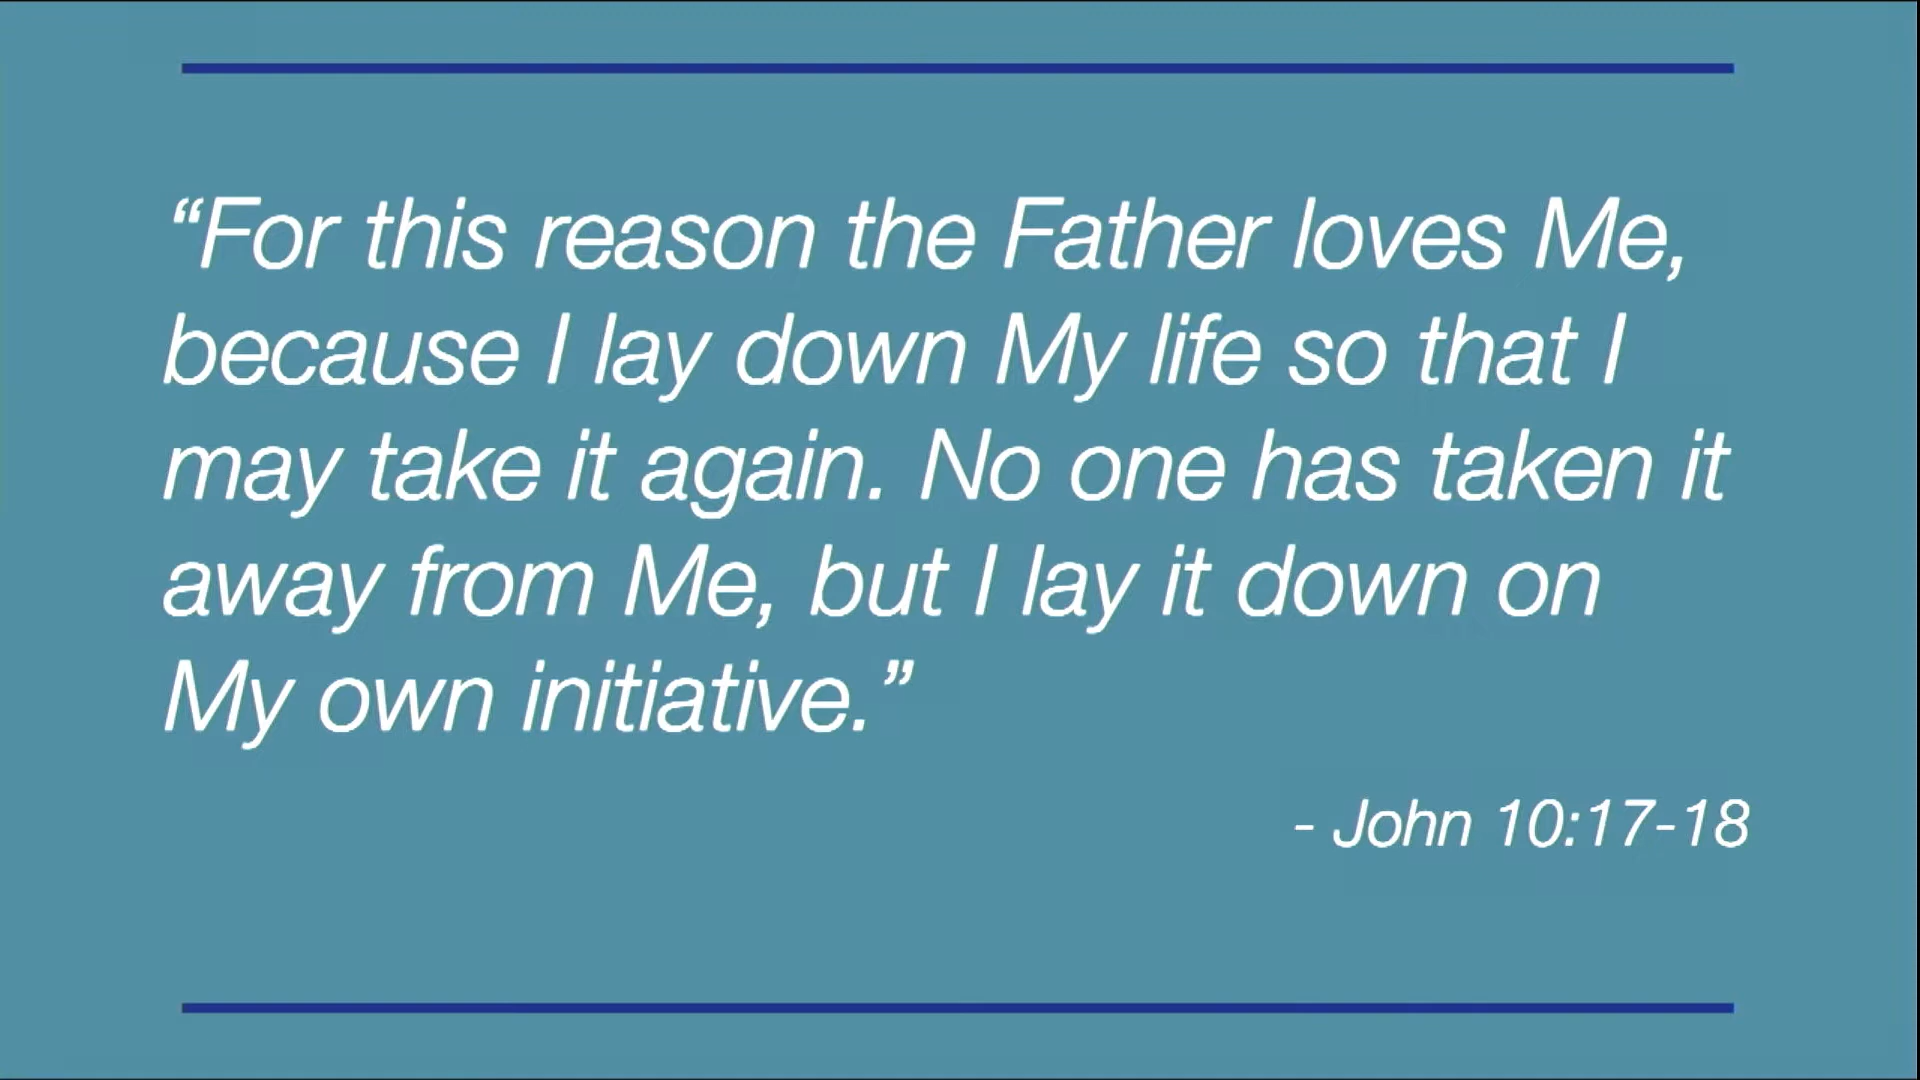 “For this reason the Father loves Me,
because I lay down My life so that I
may take it again. No one has taken it
away from Me, but I lay it down on
My own initiative.”
- John 10:17-18